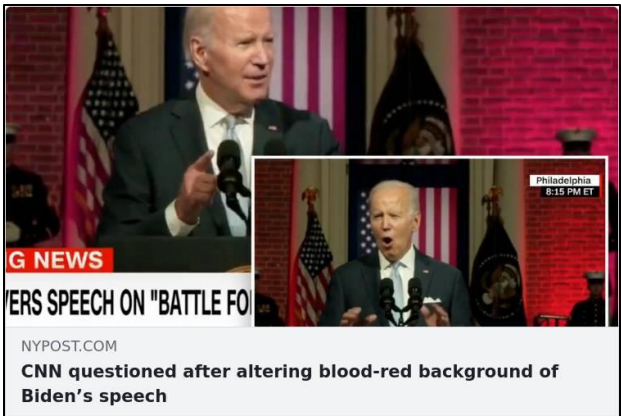 Philadelphia
8:15 PM ET
G NEWS
VERS SPEECH ON "BATTLE FO
NYPOST.COM
CNN questioned after altering blood-red background of
Biden’s speech